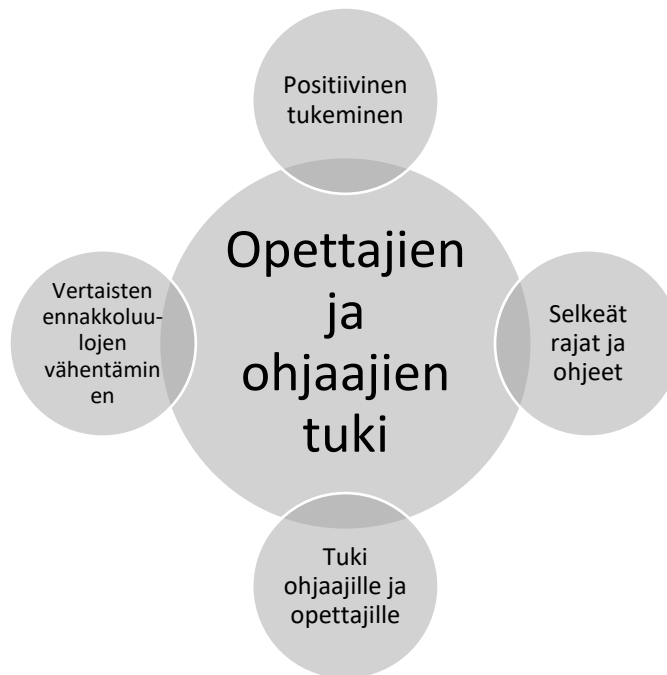 Positiivinen
tukeminen
Opettajien
ja
ohjaajien
tuki
Vertaisten
ennakkoluu-
lojen
vähentämin
en
Selkeät
rajat ja
ohjeet
Tuki
ohjaajille ja
opettajille